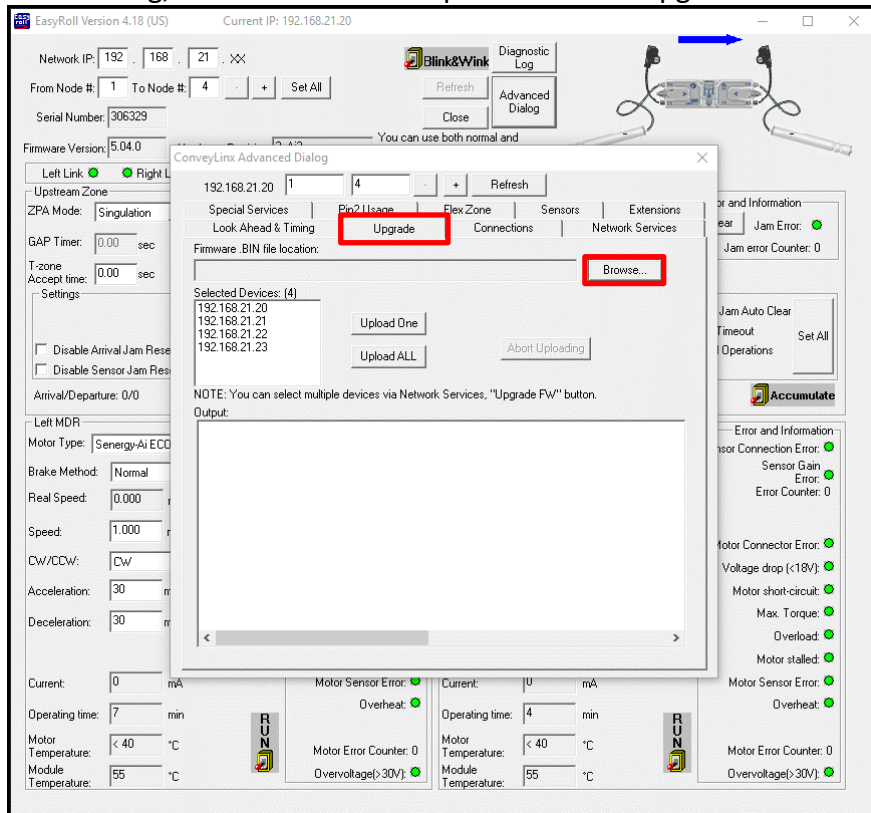 EasyRoll Version 4.18 (US) Current IP: 192.168.21.20
Network IP: 192 . 168 . 21 . XX
Blink&Wink
Diagnostic Log
From Node #: 1 To Node #: 4 - + Set All
Refresh
Advanced Dialog
Serial Number: 306329
Close
You can use both normal and
Firmware Version: 5.04.0
Left Link
Right L
ConveyLinx Advanced Dialog
192.168.21.20 1 4 - + Refresh
Special Services Pin2 Usage Flex Zone Sensors Extensions
Look Ahead & Timing Upgrade Connections Network Services
Firmware .BIN file location:
Browse...
Selected Devices: (4)
192.168.21.20
192.168.21.21
192.168.21.22
192.168.21.23
Upload One
Upload ALL
Abort Uploading
NOTE: You can select multiple devices via Network Services, "Upgrade FW" button.
Output:
Upstream Zone
ZPA Mode: Singulation
GAP Timer: 0.00 sec
T-zone
Accept time: 0.00 sec
Settings
Disable Arrival Jam Rese
Disable Sensor Jam Res
Arrival/Departure: 0/0
or and Information
ear Jam Error:
Jam error Counter: 0
Jam Auto Clear
Timeout
Operations
Set All
Accumulate
Left MDR
Motor Type: Senergy-Ai ECO
Brake Method: Normal
Real Speed: 0.000
Speed: 1.000
CW/CCW: CW
Acceleration: 30 m
Deceleration: 30 m
Error and Information
nsor Connection Error:
Sensor Gain
Error:
Error Counter: 0
Motor Connector Error:
Voltage drop (<18V):
Motor short-circuit:
Max. Torque:
Overload:
Motor stalled:
Current: 0 mA Motor Sensor Error: Current: 0 mA Motor Sensor Error:
Operating time: 7 min Overheat: Operating time: 4 min Overheat:
RUN
RUN
Motor
Temperature: < 40 °C Motor Error Counter: 0 Motor
Temperature: < 40 °C Motor Error Counter: 0
Module
Temperature: 55 °C Overvoltage(>30V): Module
Temperature: 55 °C Overvoltage(>30V):